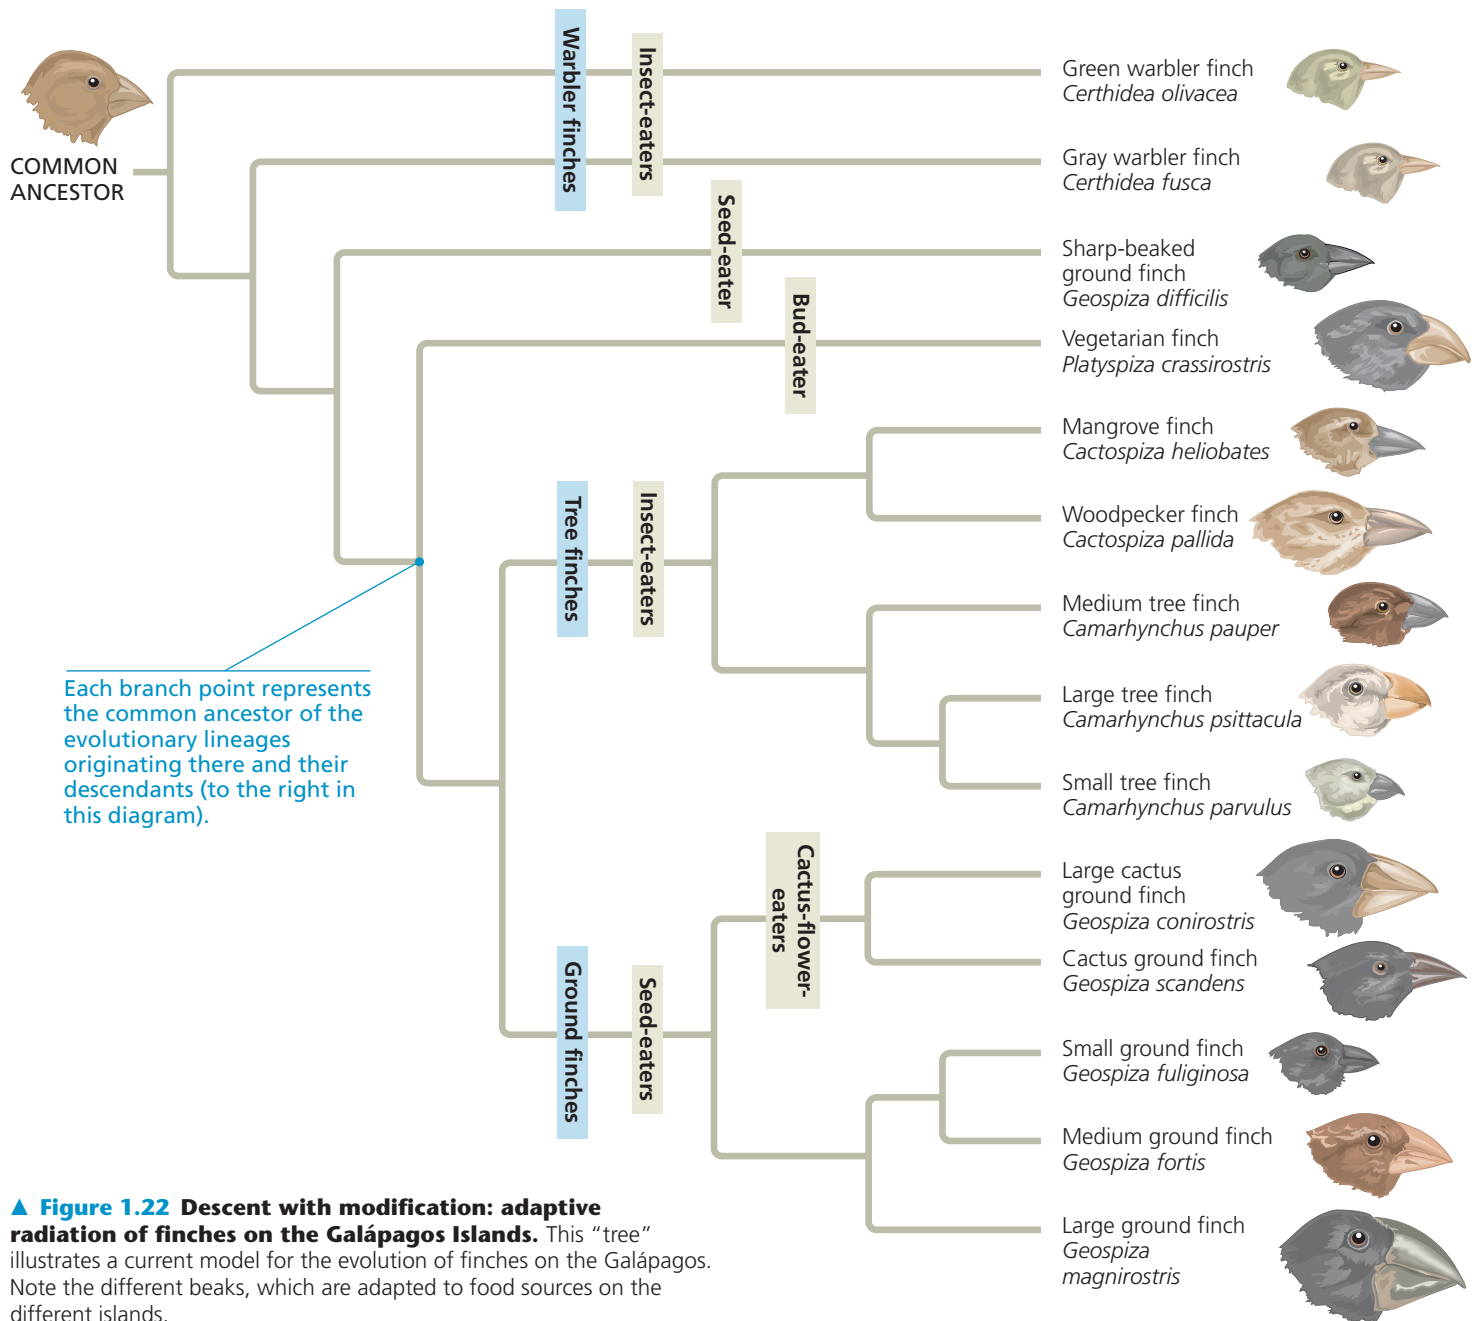 COMMON
ANCESTOR
Warbler finches
Insect-eaters
Green warbler finch
Certhidea olivacea
Gray warbler finch
Certhidea fusca
Seed-eater
Sharp-beaked
ground finch
Geospiza difficilis
Bud-eater
Vegetarian finch
Platyspiza crassirostris
Tree finches
Insect-eaters
Mangrove finch
Cactospiza heliobates
Woodpecker finch
Cactospiza pallida
Medium tree finch
Camarhynchus pauper
Large tree finch
Camarhynchus psittacula
Small tree finch
Camarhynchus parvulus
Each branch point represents
the common ancestor of the
evolutionary lineages
originating there and their
descendants (to the right in
this diagram).
Ground finches
Seed-eaters
Cactus-flower-
eaters
Large cactus
ground finch
Geospiza conirostris
Cactus ground finch
Geospiza scandens
Small ground finch
Geospiza fuliginosa
Medium ground finch
Geospiza fortis
Large ground finch
Geospiza
magnirostris
▲ Figure 1.22 Descent with modification: adaptive
radiation of finches on the Galápagos Islands. This “tree”
illustrates a current model for the evolution of finches on the Galápagos.
Note the different beaks, which are adapted to food sources on the
different islands.